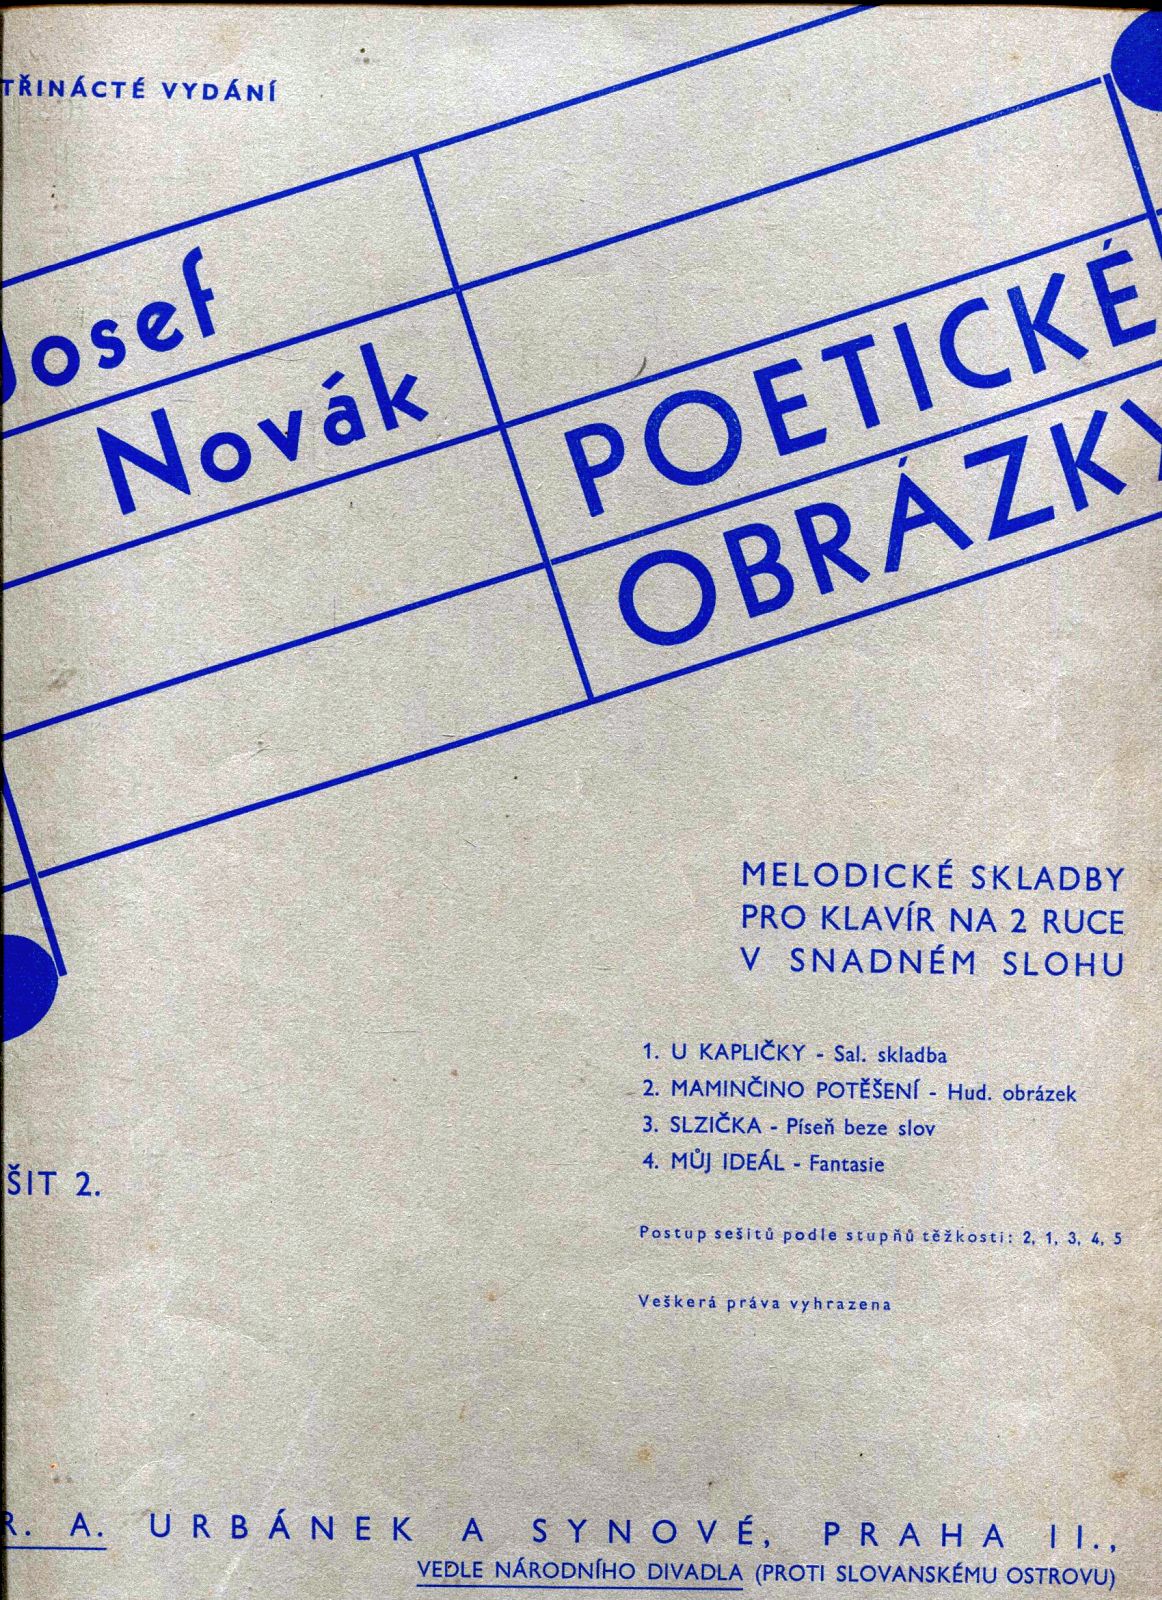 TŘINÁCTÉ VYDÁNÍ
Josef
Novák
POETICKÉ
OBRÁZKY
MELODICKÉ SKLADBY
PRO KLAVÍR NA 2 RUCE
V SNADNÉM SLOHU
1. U KAPLIČKY - Sal. skladba
2. MAMINČINO POTĚŠENÍ - Hud. obrázek
3. SLZIČKA - Píseň beze slov
4. MŮJ IDEÁL - Fantasie
ŠIT 2.
Postup sešitů podle stupňů těžkosti: 2, 1, 3, 4, 5
Veškerá práva vyhrazena
R. A. URBÁNEK A SYNOVÉ, PRAHA II.,
VEDLE NÁRODNÍHO DIVADLA (PROTI SLOVANSKÉMU OSTROVU)